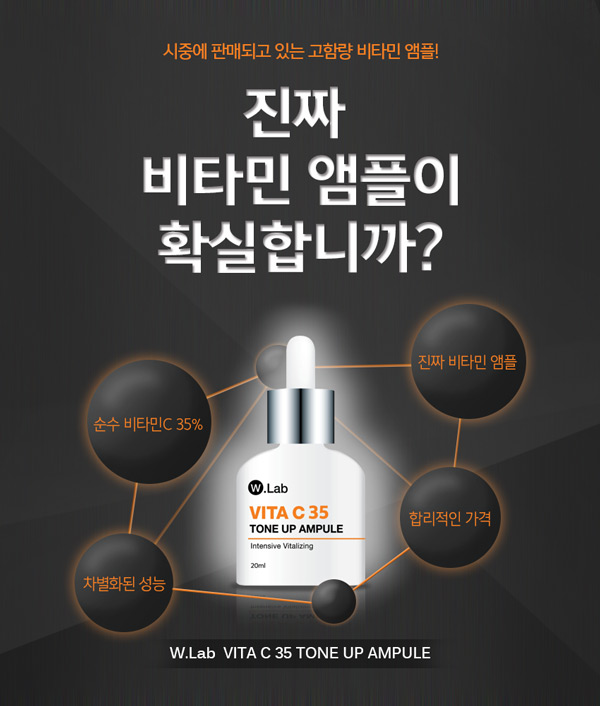 시중에 판매되고 있는 고함량 비타민 앰플!
진짜
비타민 앰플이
확실합니까?
진짜 비타민 앰플
순수 비타민C 35%
합리적인 가격
차별화된 성능
W.Lab
VITA C 35
TONE UP AMPULE
Intensive Vitalizing
20ml
W.Lab VITA C 35 TONE UP AMPULE